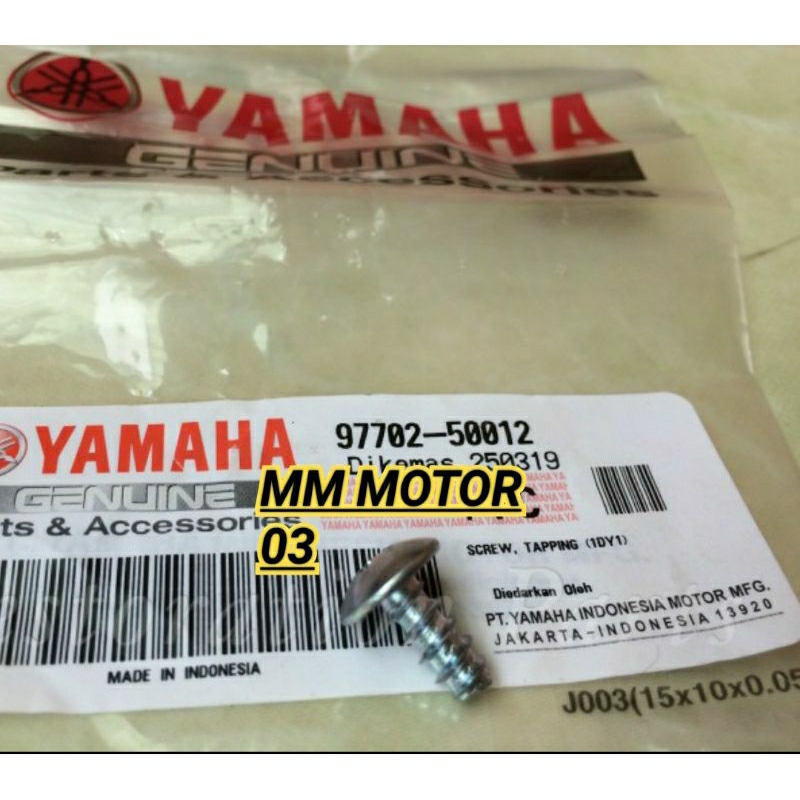 YAMAHA
GENUINE
Parts & Accessories
YAMAHA
GENUINE
ts & Accessories
97702-50012
Dikemas 250319
MM MOTOR
03
C
YAMAHAYAMAHAYAMAHAYAMAHAYAMAHAYA
SCREW, TAPPING (1DY1)
Diedarkan Oleh
PT. YAMAHA INDONESIA MOTOR MFG.
JAKARTA-INDONESIA 13920
MADE IN INDONESIA
J003(15x10x0.05